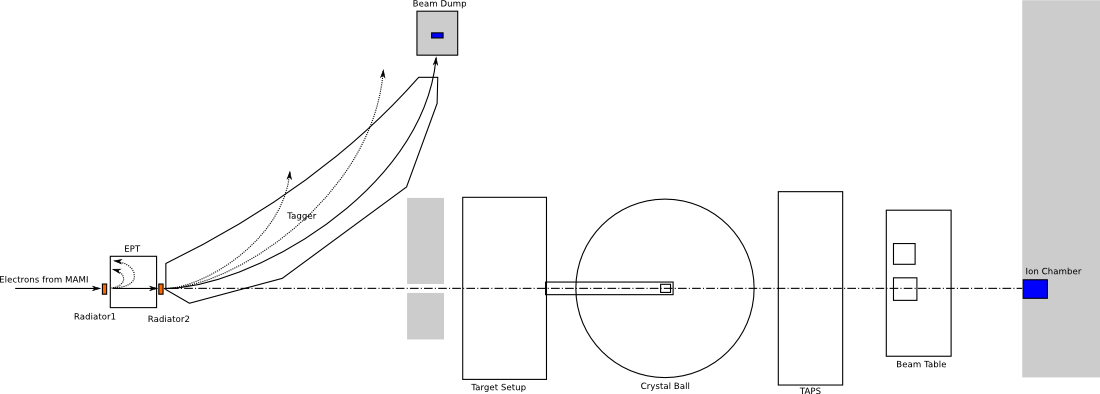 Beam Dump
Tagger
EPT
Electrons from MAMI
Radiator1
Radiator2
Ion Chamber
Target Setup
Crystal Ball
TAPS
Beam Table